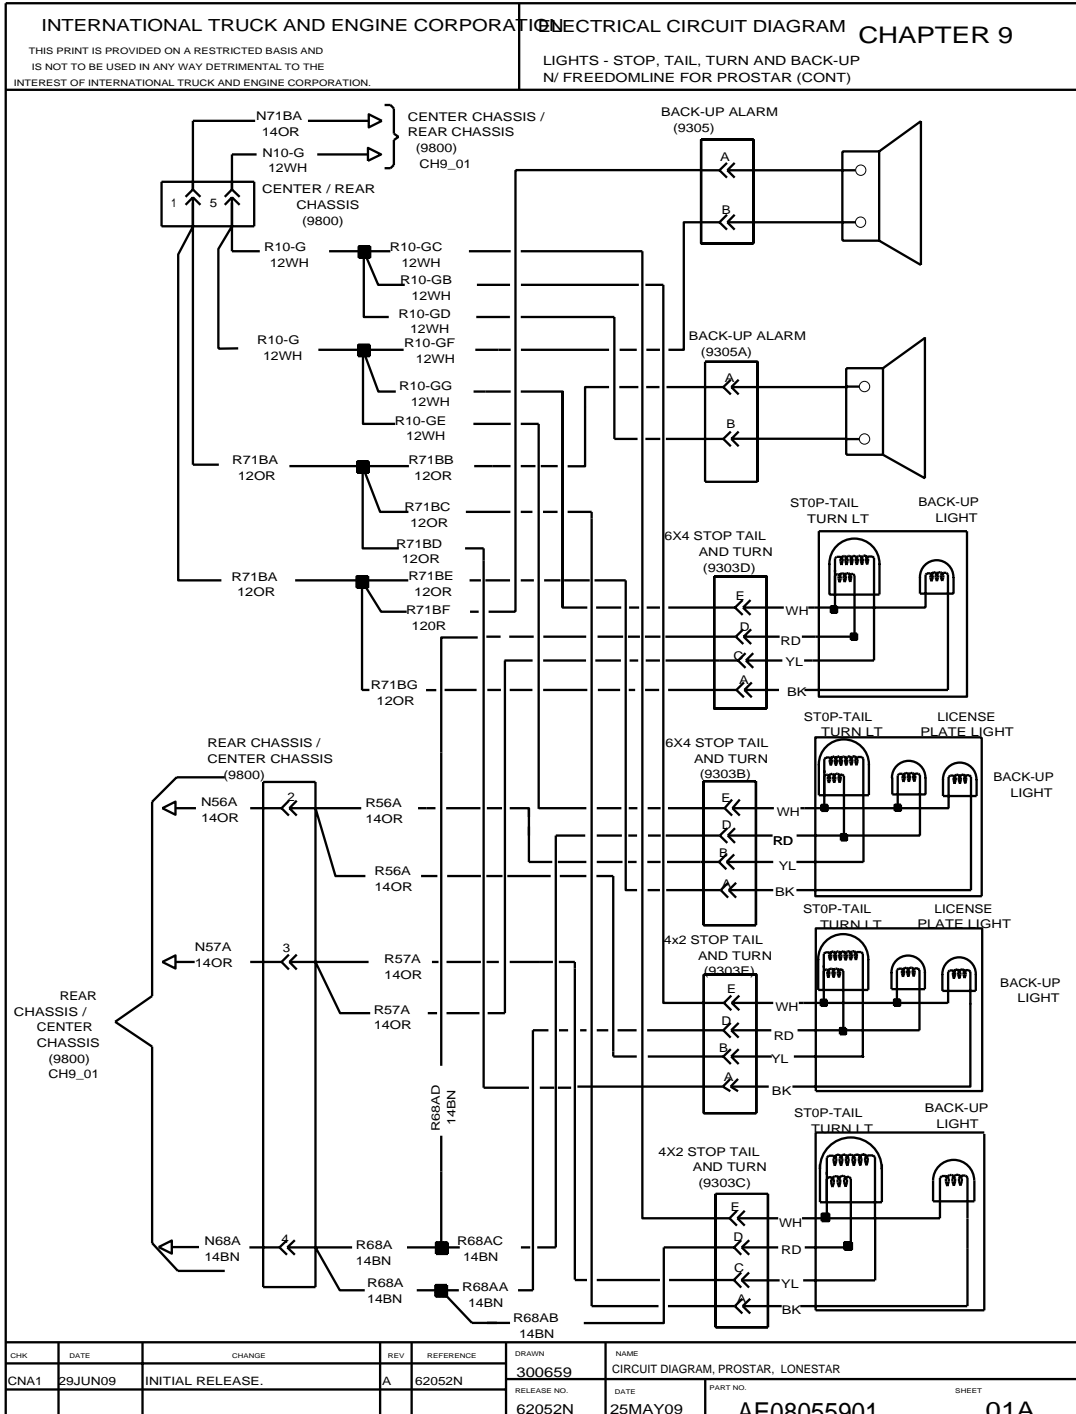 INTERNATIONAL TRUCK AND ENGINE CORPORATION
THIS PRINT IS PROVIDED ON A RESTRICTED BASIS AND
IS NOT TO BE USED IN ANY WAY DETRIMENTAL TO THE
INTEREST OF INTERNATIONAL TRUCK AND ENGINE CORPORATION.
ELECTRICAL CIRCUIT DIAGRAM
CHAPTER 9
LIGHTS - STOP, TAIL, TURN AND BACK-UP
N/ FREEDOMLINE FOR PROSTAR (CONT)
N71BA
14OR
N10-G
12WH
CENTER CHASSIS /
REAR CHASSIS
(9800)
CH9_01
1
5
CENTER / REAR
CHASSIS
(9800)
BACK-UP ALARM
(9305)
A
B
R10-G
12WH
R10-GC
12WH
R10-GB
12WH
R10-GD
12WH
R10-G
12WH
R10-GF
12WH
R10-GG
12WH
R10-GE
12WH
BACK-UP ALARM
(9305A)
A
B
R71BA
12OR
R71BB
12OR
R71BC
12OR
R71BD
12OR
R71BA
12OR
R71BE
12OR
R71BF
120R
R71BG
12OR
6X4 STOP TAIL
AND TURN
(9303D)
E
D
C
A
WH
RD
YL
BK
ST0P-TAIL
TURN LT
BACK-UP
LIGHT
REAR CHASSIS /
CENTER CHASSIS
(9800)
N56A
14OR
2
R56A
14OR
R56A
14OR
6X4 STOP TAIL
AND TURN
(9303B)
E
D
B
A
WH
RD
YL
BK
ST0P-TAIL
TURN LT
LICENSE
PLATE LIGHT
BACK-UP
LIGHT
N57A
14OR
3
R57A
14OR
R57A
14OR
4x2 STOP TAIL
AND TURN
(9303E)
E
D
B
A
WH
RD
YL
BK
ST0P-TAIL
TURN LT
LICENSE
PLATE LIGHT
BACK-UP
LIGHT
REAR
CHASSIS /
CENTER
CHASSIS
(9800)
CH9_01
R68AD
14BN
4X2 STOP TAIL
AND TURN
(9303C)
E
D
C
A
WH
RD
YL
BK
ST0P-TAIL
TURN LT
BACK-UP
LIGHT
N68A
14BN
4
R68A
14BN
R68AC
14BN
R68A
14BN
R68AA
14BN
R68AB
14BN
CHK DATE CHANGE REV REFERENCE
CNA1 29JUN09 INITIAL RELEASE. A 62052N
DRAWN
300659
NAME
CIRCUIT DIAGRAM, PROSTAR, LONESTAR
RELEASE NO.
62052N
DATE
25MAY09
PART NO.
AE08055901
SHEET
01A